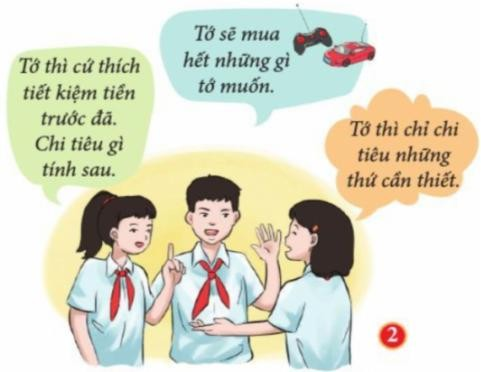 Tớ thì cứ thích
tiết kiệm tiền
trước đã.
Chi tiêu gì
tính sau.
Tớ sẽ mua
hết những gì
tớ muốn.
Tớ thì chỉ chi
tiêu những
thứ cần thiết.
2